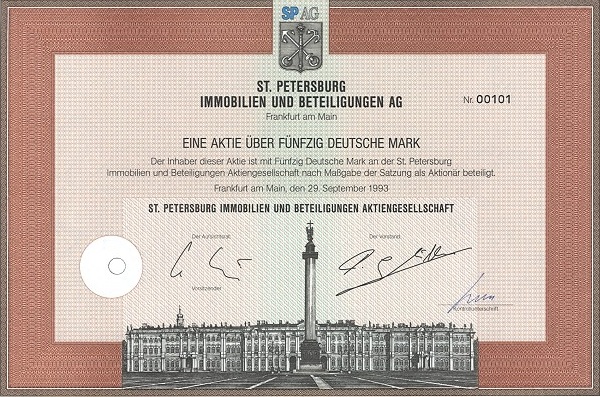 SP AG
ST. PETERSBURG
IMMOBILIEN UND BETEILIGUNGEN AG
Nr. 00101
Frankfurt am Main
EINE AKTIE ÜBER FÜNFZIG DEUTSCHE MARK
Der Inhaber dieser Aktie ist mit Fünfzig Deutsche Mark an der St. Petersburg
Immobilien und Beteiligungen Aktiengesellschaft nach Maßgabe der Satzung als Aktionär beteiligt.
Frankfurt am Main, den 29. September 1993
ST. PETERSBURG IMMOBILIEN UND BETEILIGUNGEN AKTIENGESELLSCHAFT
Der Aufsichtsrat
Der Vorstand
Vorsitzender
Kontrollunterschrift